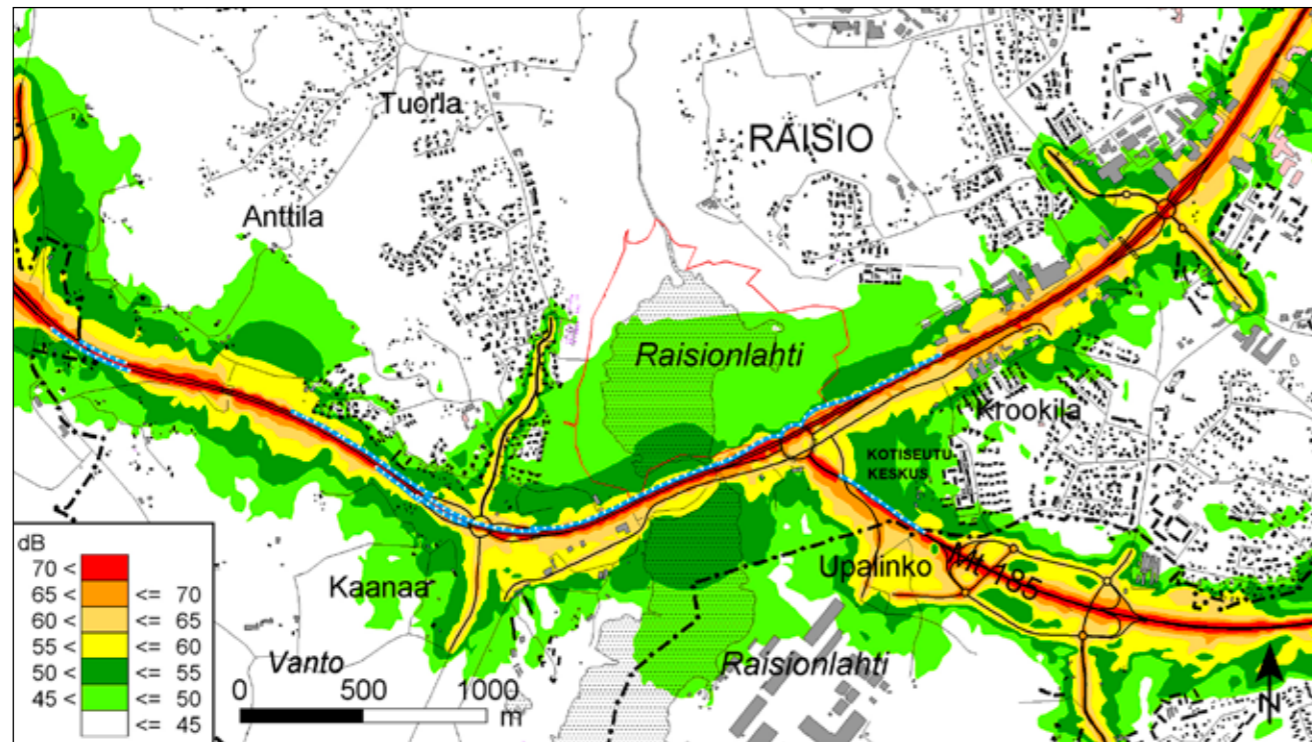 Tuorla
RAISIO
Anttila
Raisionlahti
Krookila
KOTISEUTU
KESKUS
Upalinko
Mt 185
Kaanaa
Vanto
Raisionlahti
dB
70 <
65 < <= 70
60 < <= 65
55 < <= 60
50 < <= 55
45 < <= 50
<= 45
0 500 1000
m
N